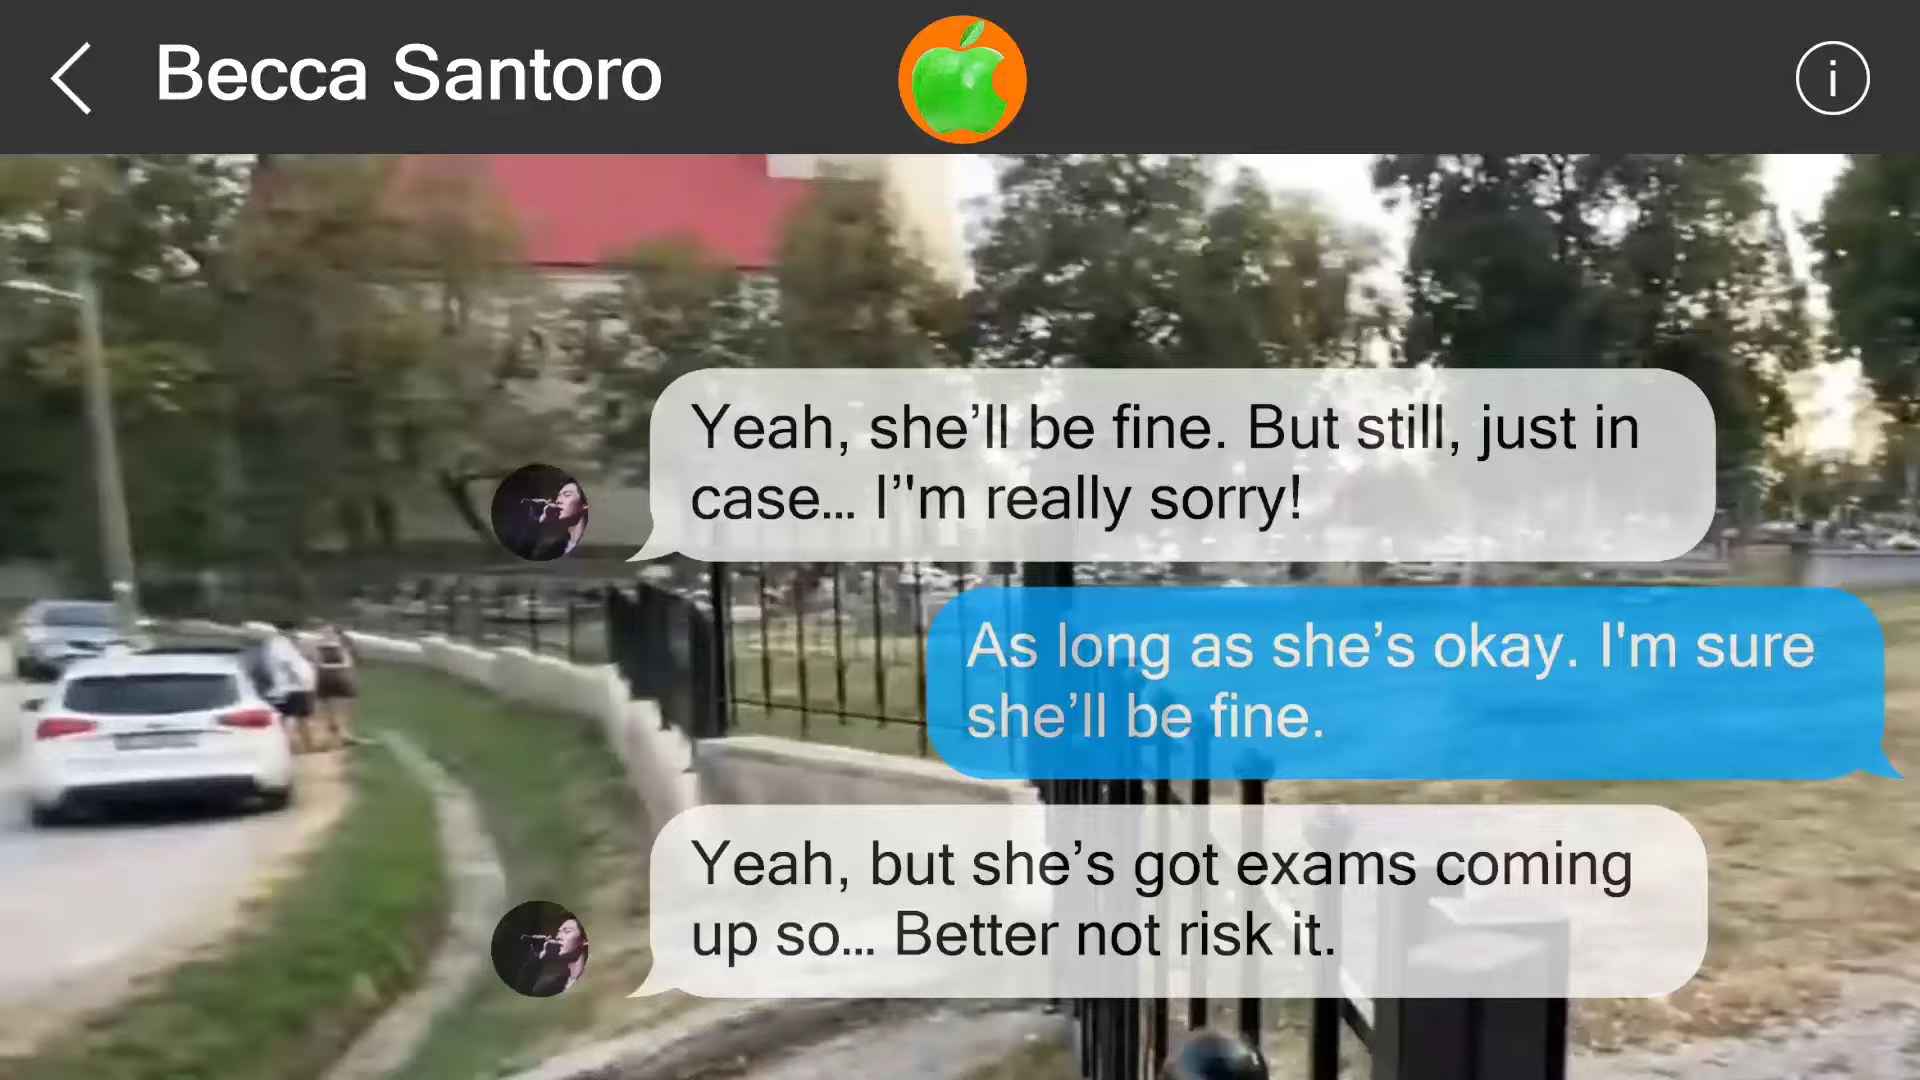 Becca Santoro
i
Yeah, she’ll be fine. But still, just in
case... I’"m really sorry!
As long as she’s okay. I'm sure
she’ll be fine.
Yeah, but she’s got exams coming
up so... Better not risk it.